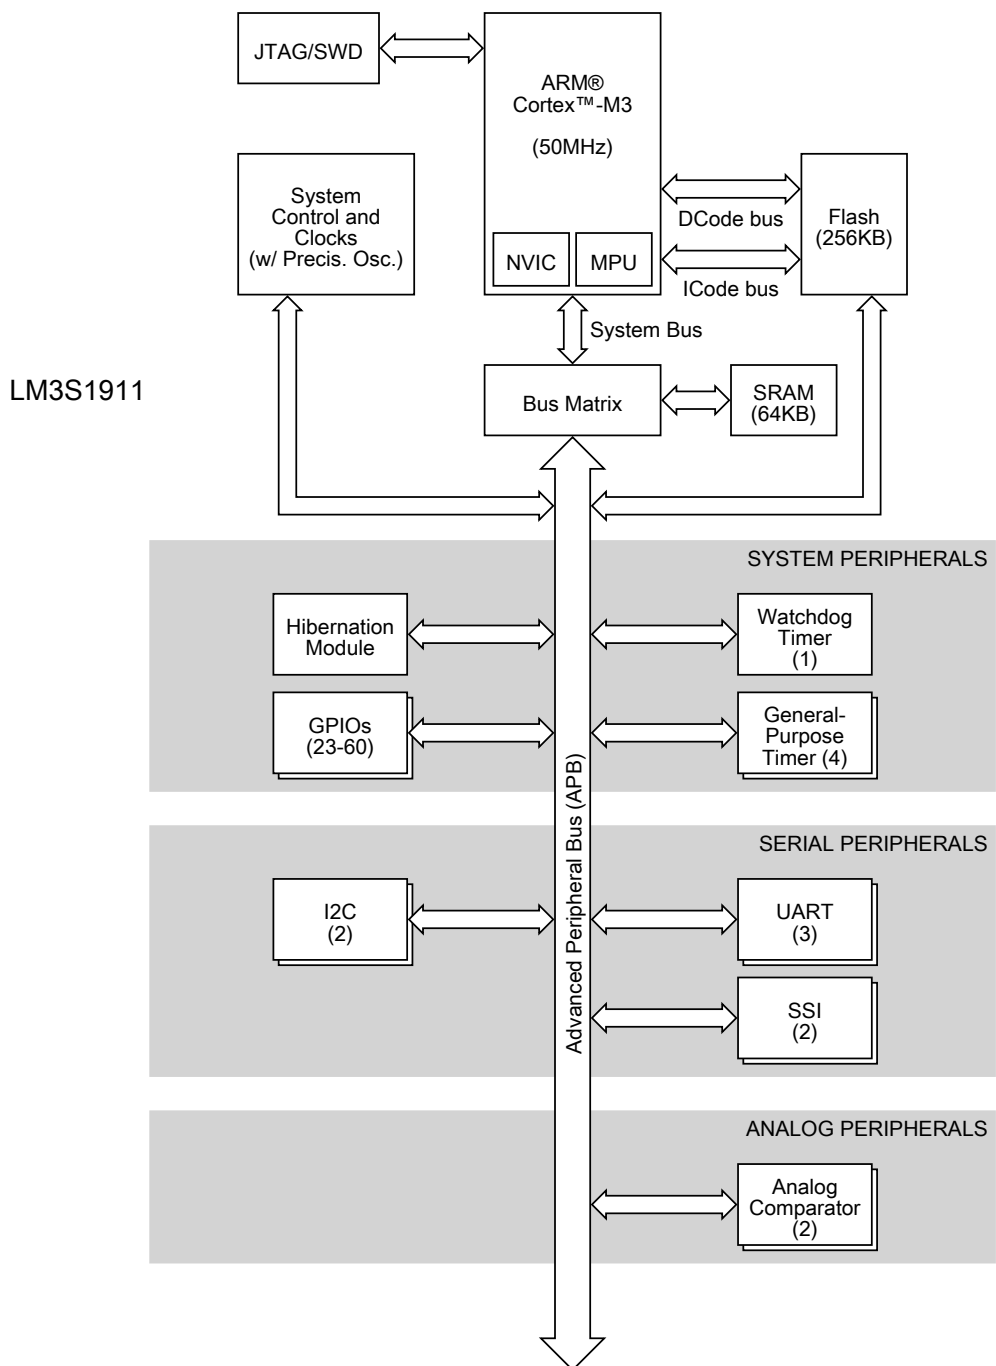 JTAG/SWD
ARM®
Cortex™-M3
(50MHz)
System
Control and
Clocks
(w/ Precis. Osc.)
NVIC
MPU
DCode bus
ICode bus
Flash
(256KB)
System Bus
LM3S1911
Bus Matrix
SRAM
(64KB)
SYSTEM PERIPHERALS
Hibernation
Module
Watchdog
Timer
(1)
GPIOs
(23-60)
General-
Purpose
Timer (4)
Advanced Peripheral Bus (APB)
SERIAL PERIPHERALS
I2C
(2)
UART
(3)
SSI
(2)
ANALOG PERIPHERALS
Analog
Comparator
(2)